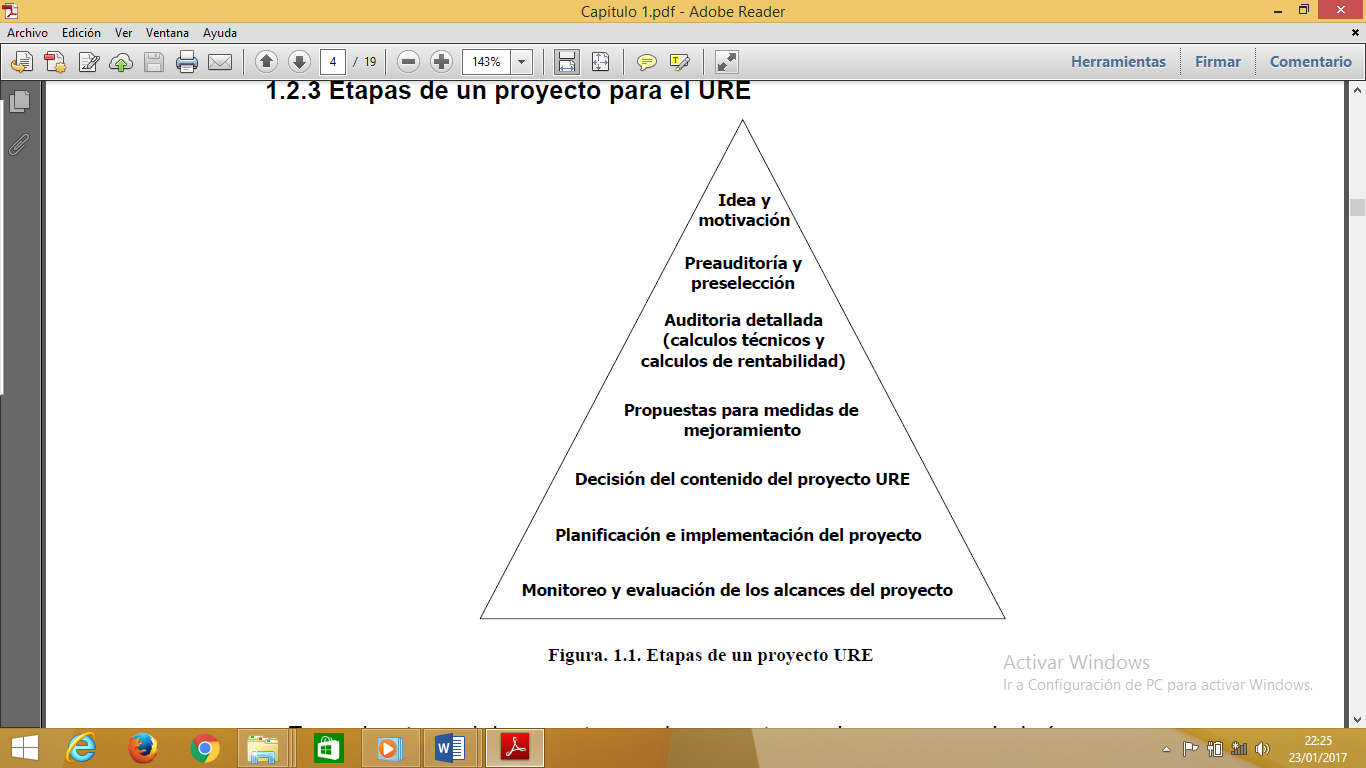 Capitulo 1.pdf - Adobe Reader
Archivo Edición Ver Ventana Ayuda
4 / 19 143% Herramientas Firmar Comentario
1.2.3 Etapas de un proyecto para el URE
Idea y
motivación
Preauditoría y
preselección
Auditoria detallada
(calculos técnicos y
calculos de rentabilidad)
Propuestas para medidas de
mejoramiento
Decisión del contenido del proyecto URE
Planificación e implementación del proyecto
Monitoreo y evaluación de los alcances del proyecto
Figura. 1.1. Etapas de un proyecto URE
Activar Windows
Ir a Configuración de PC para activar Windows.
22:25
23/01/2017